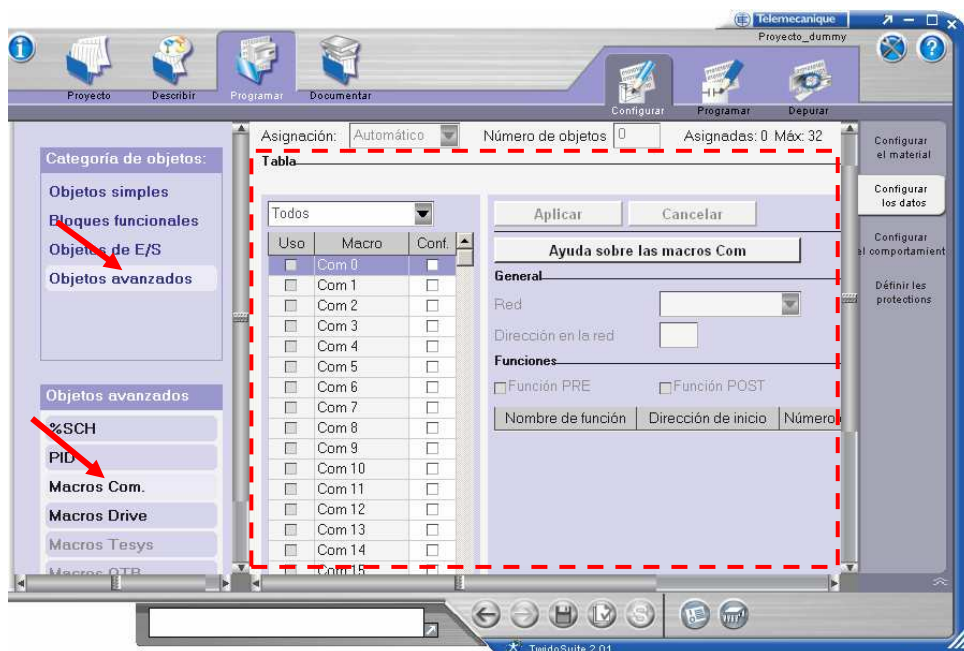 Telemecanique
Proyecto_dummy
Proyecto
Describir
Programar
Documentar
Configurar
Programar
Depurar
Categoría de objetos:
Objetos simples
Bloques funcionales
Objetos de E/S
Objetos avanzados
Objetos avanzados
%SCH
PID
Macros Com.
Macros Drive
Macros Tesys
Macros OTB
Asignación: Automático Número de objetos 0 Asignadas: 0 Máx: 32
Tabla
Todos
Uso Macro Conf.
Com 0
Com 1
Com 2
Com 3
Com 4
Com 5
Com 6
Com 7
Com 8
Com 9
Com 10
Com 11
Com 12
Com 13
Com 14
Com 15
Aplicar Cancelar
Ayuda sobre las macros Com
General
Red
Dirección en la red
Funciones
Función PRE Función POST
Nombre de función Dirección de inicio Número
Configurar
el material
Configurar
los datos
Configurar
el comportamient
Définir les
protections
TwidoSuite 2.01